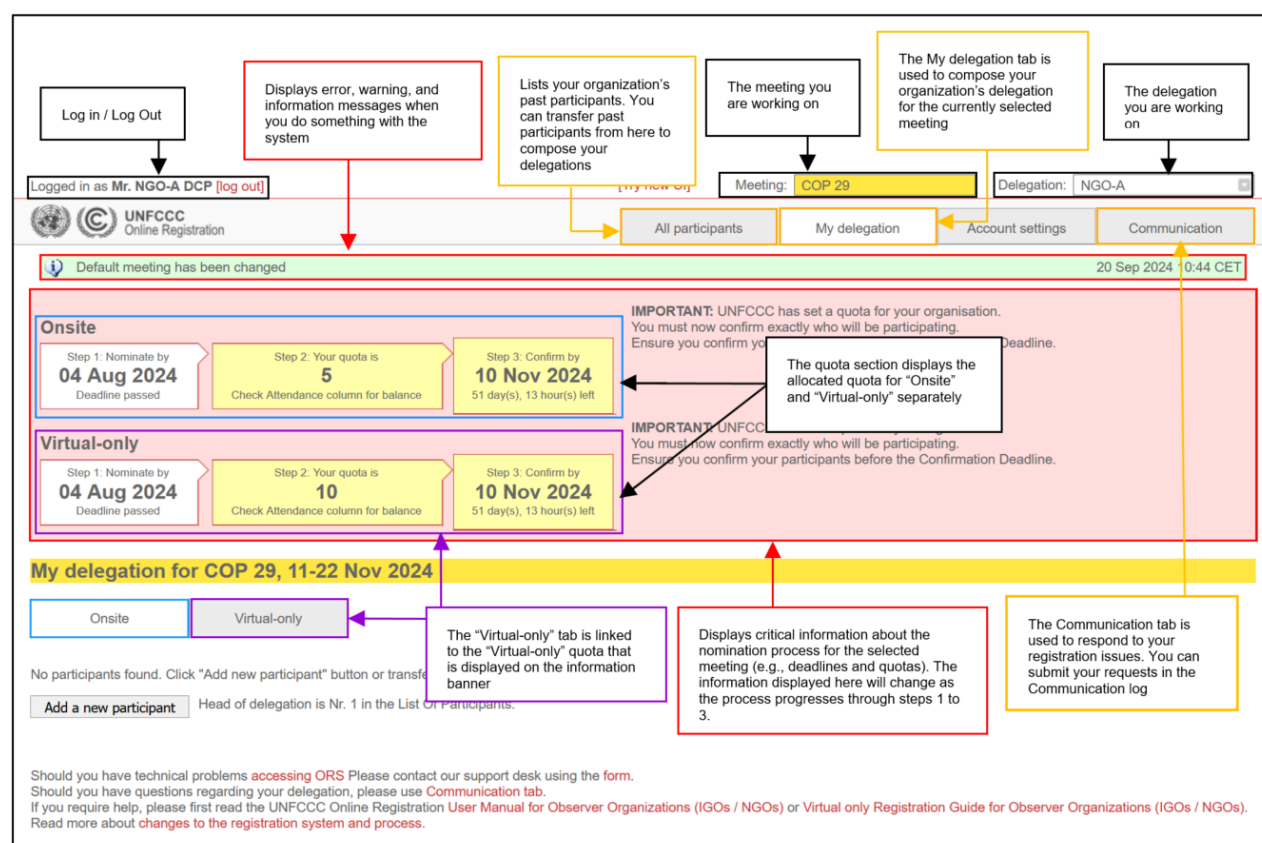 Log in / Log Out
Displays error, warning, and
information messages when
you do something with the
system
Lists your organization's
past participants. You
can transfer past
participants from here to
compose your
delegations
The meeting you
are working on
The My delegation tab is
used to compose your
organization's delegation
for the currently selected
meeting
The delegation
you are working
on
Logged in as Mr. NGO-A DCP [log out]
[Try new UI]
Meeting: COP 29
Delegation: NGO-A
UNFCCC
Online Registration
All participants
My delegation
Account settings
Communication
Default meeting has been changed
20 Sep 2024 10:44 CET
Onsite
Step 1: Nominate by
04 Aug 2024
Deadline passed
Step 2: Your quota is
5
Check Attendance column for balance
Step 3: Confirm by
10 Nov 2024
51 day(s), 13 hour(s) left
IMPORTANT: UNFCCC has set a quota for your organisation.
You must now confirm exactly who will be participating.
Ensure you confirm yo Deadline.
The quota section displays the
allocated quota for "Onsite"
and "Virtual-only" separately
Virtual-only
Step 1: Nominate by
04 Aug 2024
Deadline passed
Step 2: Your quota is
10
Check Attendance column for balance
Step 3: Confirm by
10 Nov 2024
51 day(s), 13 hour(s) left
IMPORTANT: UNFCC
You must now confirm exactly who will be participating.
Ensure you confirm your participants before the Confirmation Deadline.
My delegation for COP 29, 11-22 Nov 2024
Onsite
Virtual-only
The "Virtual-only" tab is linked
to the "Virtual-only" quota that
is displayed on the information
banner
Displays critical information about the
nomination process for the selected
meeting (e.g., deadlines and quotas). The
information displayed here will change as
the process progresses through steps 1 to
3.
The Communication tab is
used to respond to your
registration issues. You can
submit your requests in the
Communication log
No participants found. Click "Add new participant" button or transfe
Add a new participant
Head of delegation is Nr. 1 in the List Of Participants.
Should you have technical problems accessing ORS Please contact our support desk using the form.
Should you have questions regarding your delegation, please use Communication tab.
If you require help, please first read the UNFCCC Online Registration User Manual for Observer Organizations (IGOs / NGOs) or Virtual only Registration Guide for Observer Organizations (IGOs / NGOs).
Read more about changes to the registration system and process.